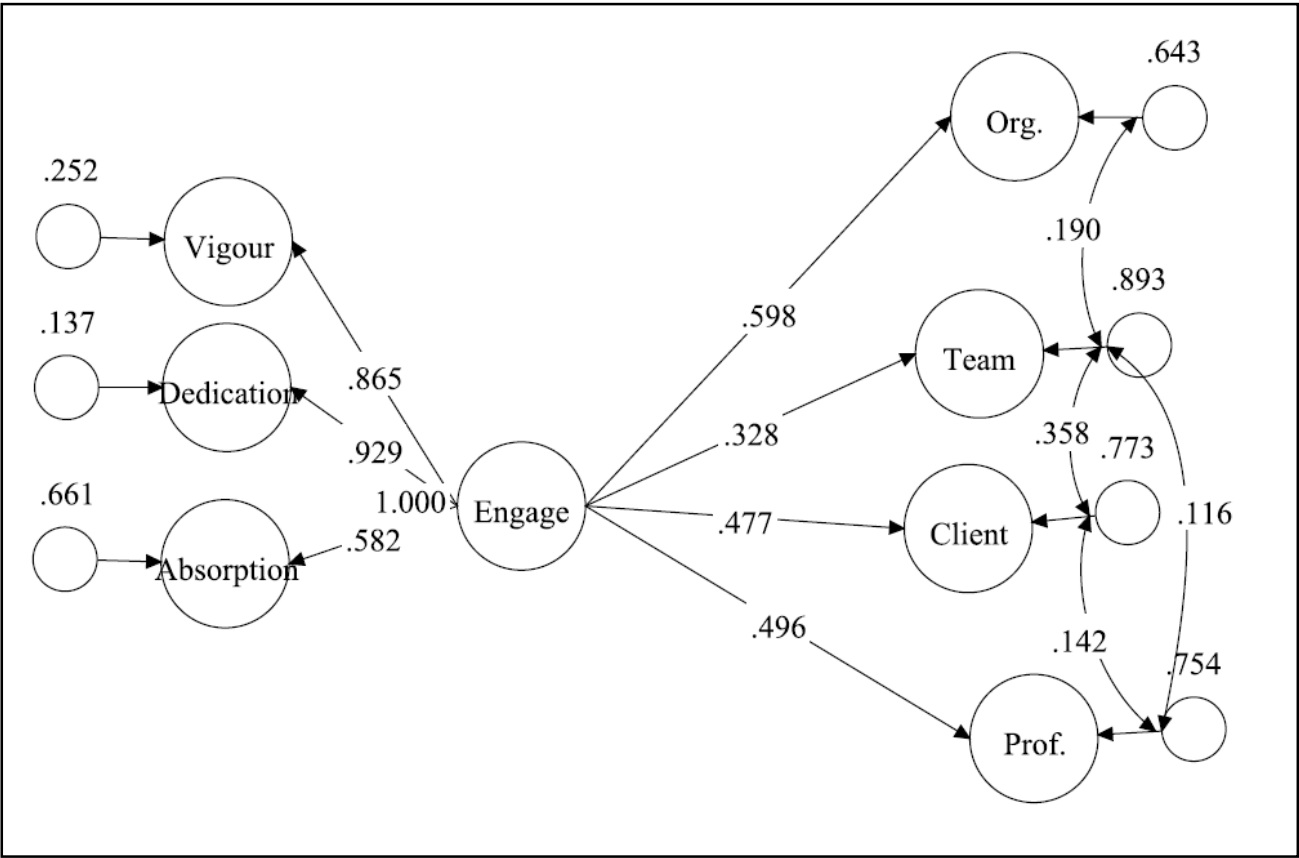 .643
Org.
.252
.190
Vigour
.893
.137
.598
Team
.865
Dedication
.328
.358
.773
.929
.661
1.000
Engage
.477
Client
.116
.582
Absorption
.496
.142
.754
Prof.